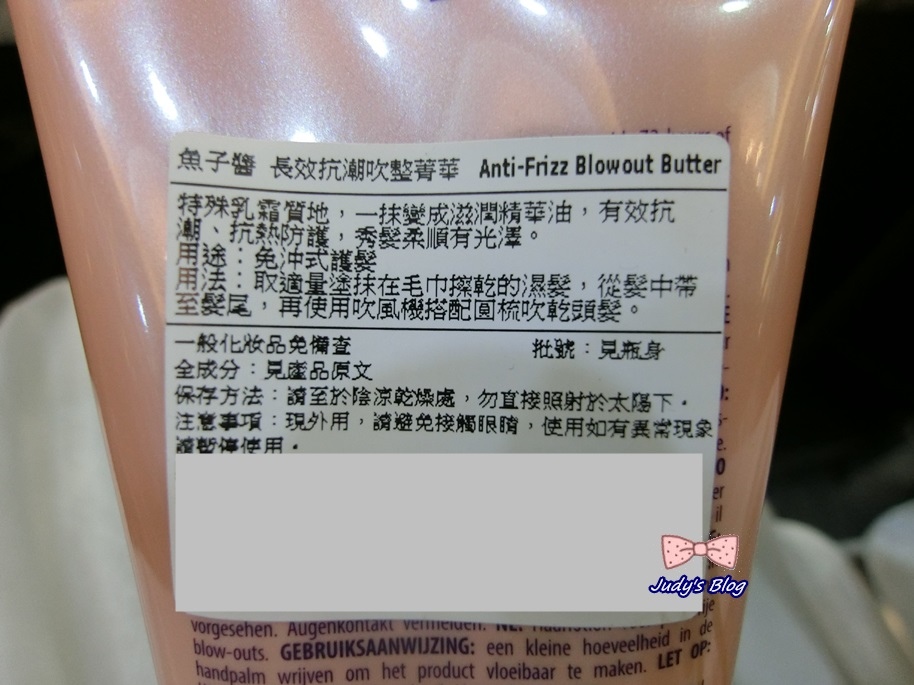 魚子醬 長效抗潮吹整菁華 Anti-Frizz Blowout Butter
特殊乳霜質地，一抹變成滋潤精華油，有效抗
潮、抗熱防護，秀髮柔順有光澤。
用途：免沖式護髮
用法：取適量塗抹在毛巾擦乾的濕髮，從髮中帶
至髮尾，再使用吹風機搭配圓梳吹乾頭髮。
一般化妝品免備查 批號：見瓶身
全成分：見產品原文
保存方法：請至於陰涼乾燥處，勿直接照射於太陽下。
注意事項：現外用，請避免接觸眼睛，使用如有異常現象
請暫停使用。
Judy's Blog
vorgesehen. Augenkontakt vermeiden. NL:
blow-outs. GEBRUIKSAANWIJZING: een kleine hoeveelheid in de
handpalm wrijven om het product vloeibaar te maken. LET OP: